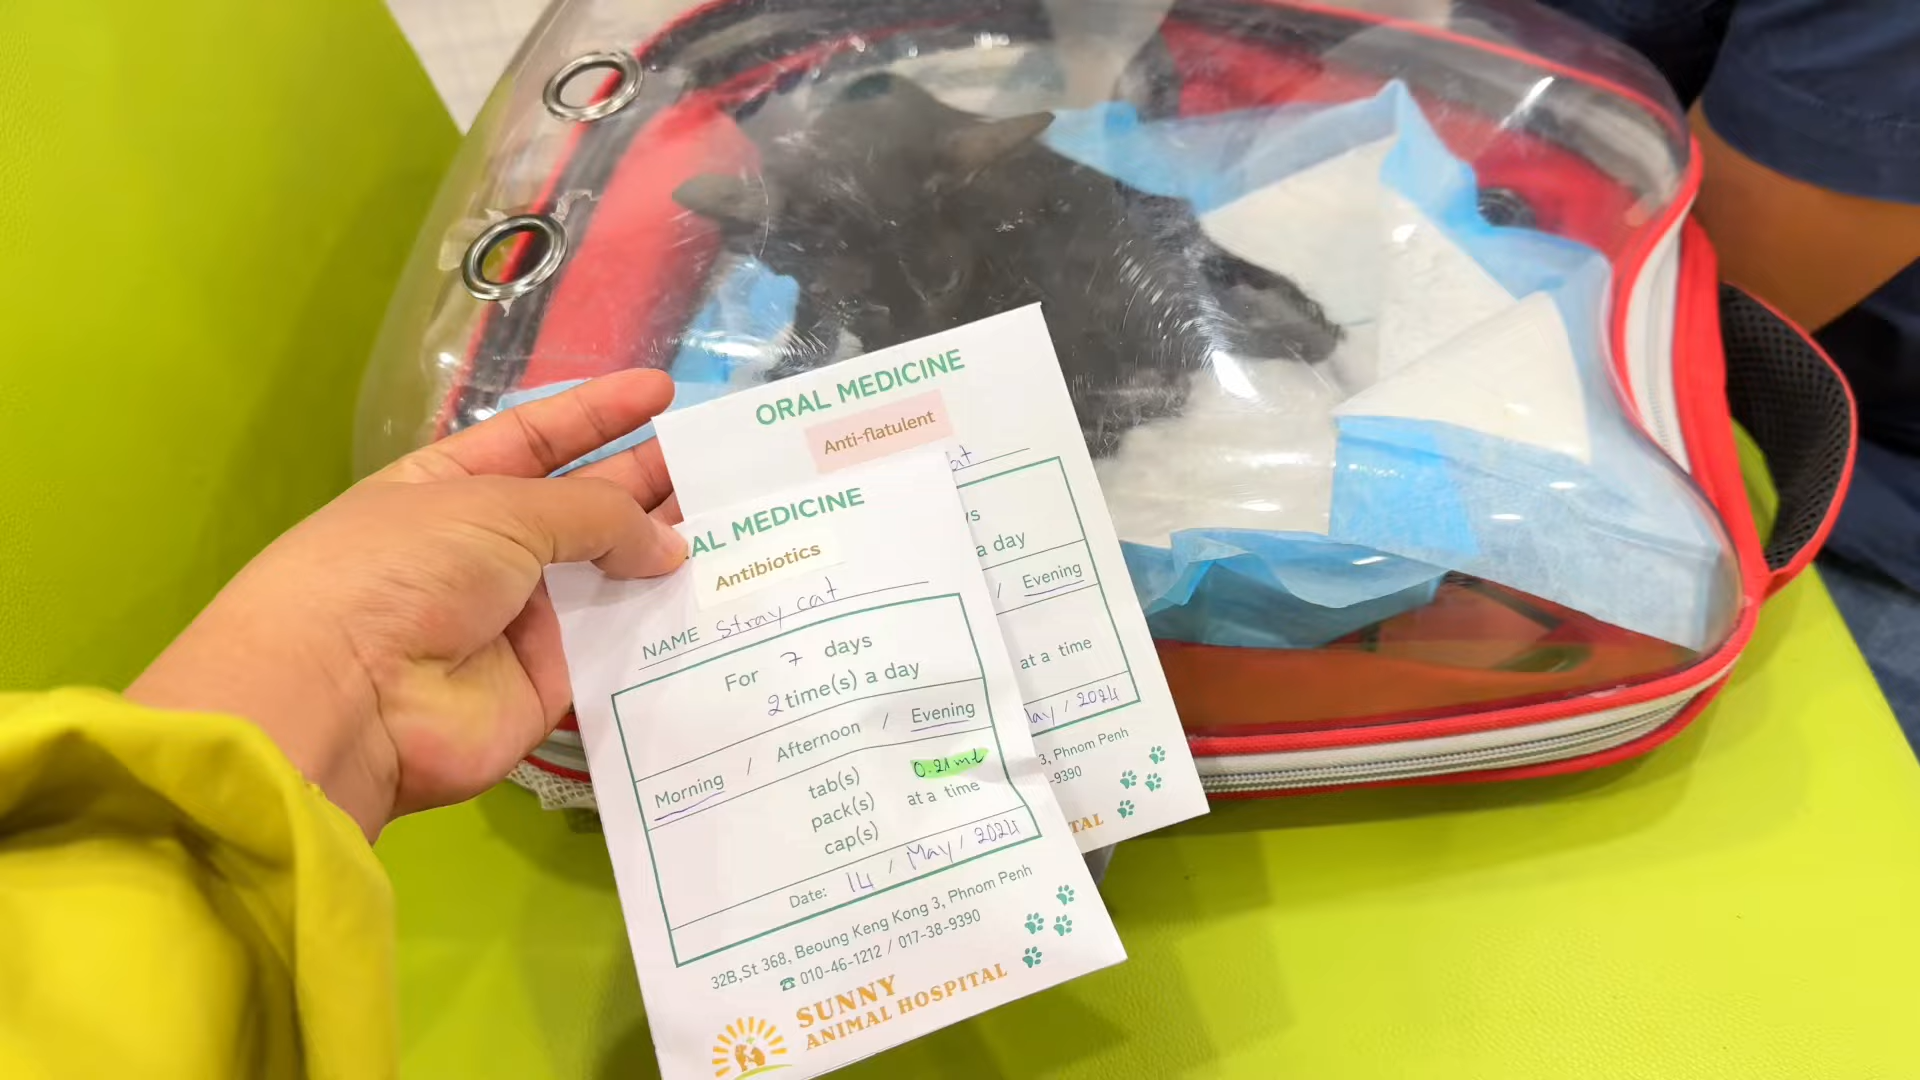 ORAL MEDICINE
Anti-flatulent
a day
Evening
at a time
2024
3, Phnom Penh
-9390
TAL
AL MEDICINE
Antibiotics
NAME Stray cat
For 7 days
2 time(s) a day
Morning / Afternoon / Evening
tab(s)
pack(s)
cap(s)
0.21 ml
at a time
Date: 14 / May / 2024
32B,St 368, Beoung Keng Kong 3, Phnom Penh
☎ 010-46-1212 / 017-38-9390
SUNNY
ANIMAL HOSPITAL